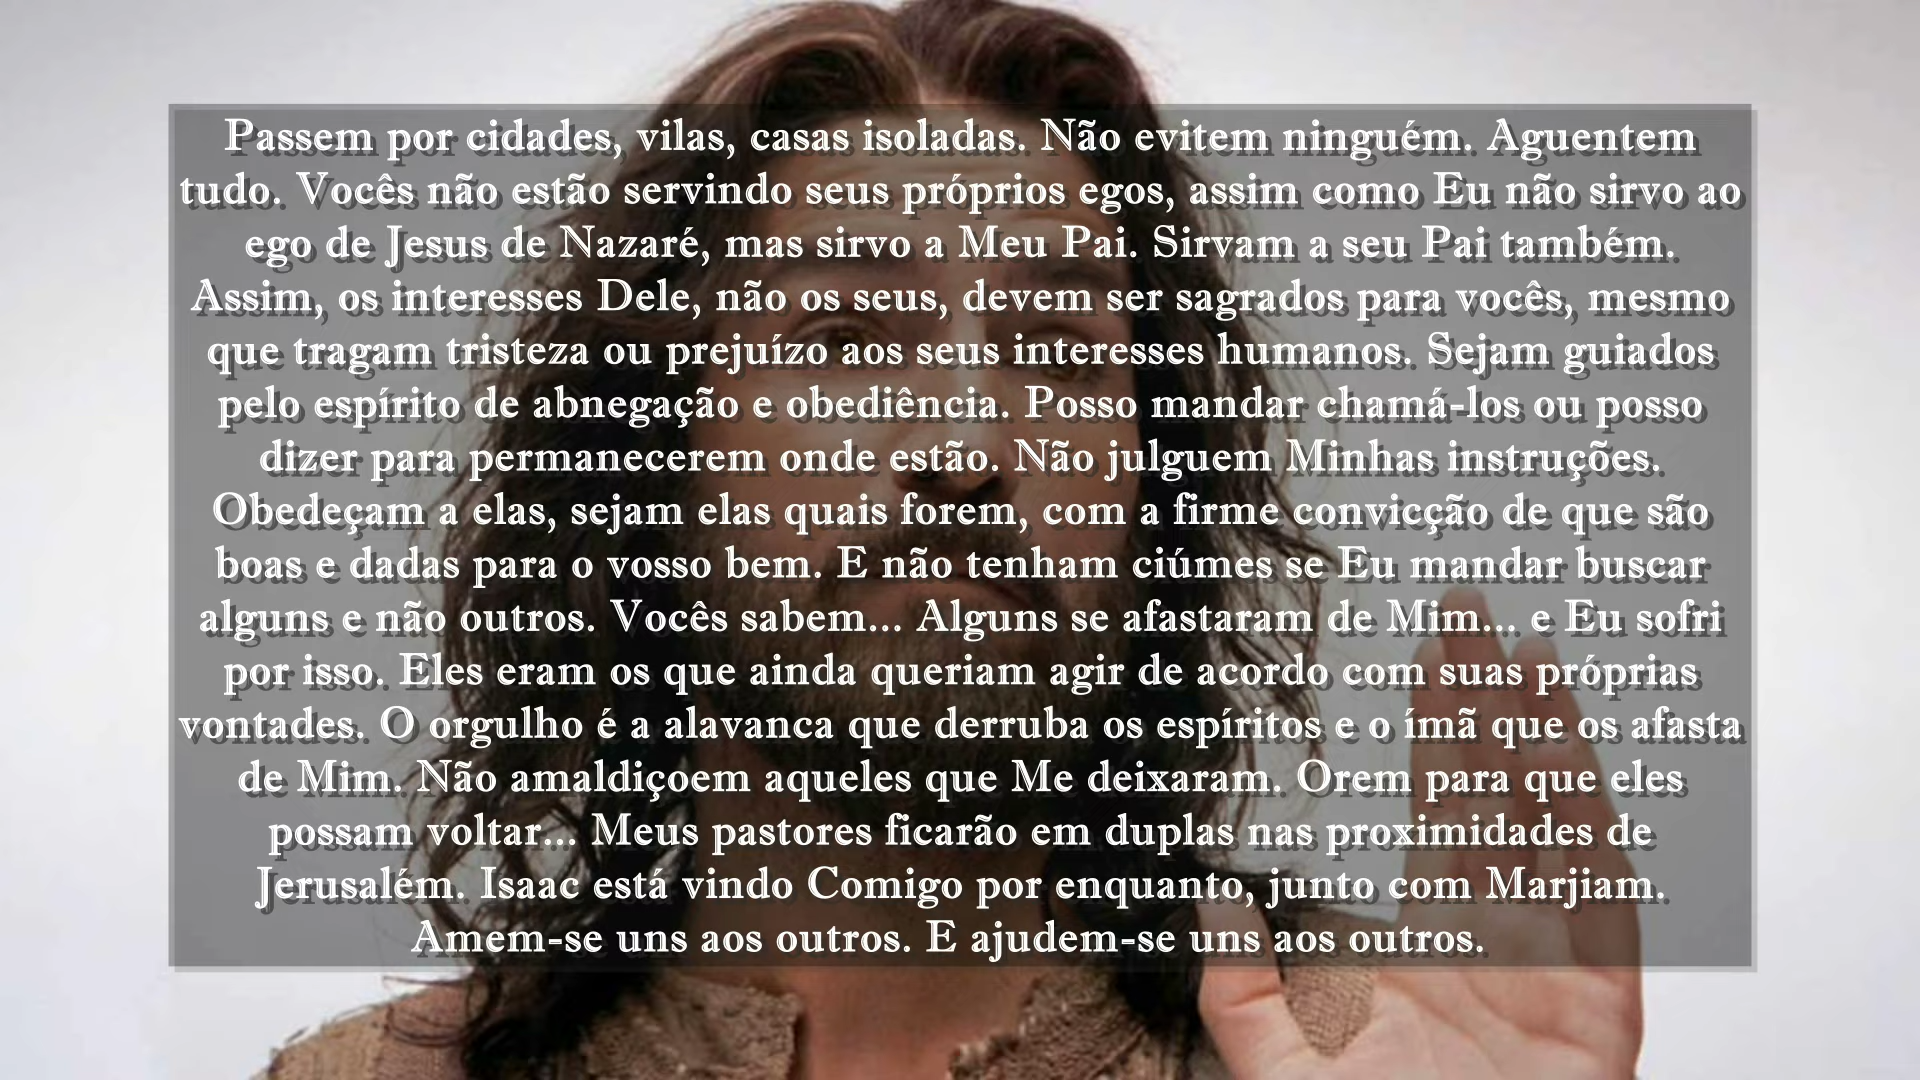 Passem por cidades, vilas, casas isoladas. Não evitem ninguém. Aguentem
tudo. Vocês não estão servindo seus próprios egos, assim como Eu não sirvo ao
ego de Jesus de Nazaré, mas sirvo a Meu Pai. Sirvam a seu Pai também.
Assim, os interesses Dele, não os seus, devem ser sagrados para vocês, mesmo
que tragam tristeza ou prejuízo aos seus interesses humanos. Sejam guiados
pelo espírito de abnegação e obediência. Posso mandar chamá-los ou posso
dizer para permanecerem onde estão. Não julguem Minhas instruções.
Obedeçam a elas, sejam elas quais forem, com a firme convicção de que são
boas e dadas para o vosso bem. E não tenham ciúmes se Eu mandar buscar
alguns e não outros. Vocês sabem... Alguns se afastaram de Mim... e Eu sofri
por isso. Eles eram os que ainda queriam agir de acordo com suas próprias
vontades. O orgulho é a alavanca que derruba os espíritos e o ímã que os afasta
de Mim. Não amaldiçoem aqueles que Me deixaram. Orem para que eles
possam voltar... Meus pastores ficarão em duplas nas proximidades de
Jerusalém. Isaac está vindo Comigo por enquanto, junto com Marjiam.
Amem-se uns aos outros. E ajudem-se uns aos outros.